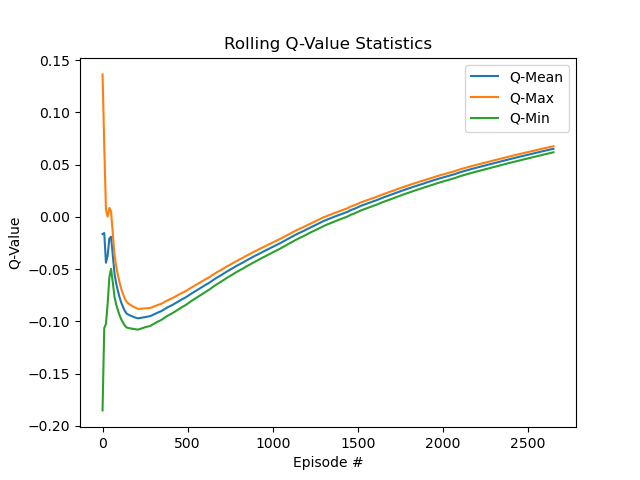 Rolling Q-Value Statistics
0.15
0.10
0.05
0.00
−0.05
−0.10
−0.15
−0.20
Q-Value
Q-Mean
Q-Max
Q-Min
0 500 1000 1500 2000 2500
Episode #